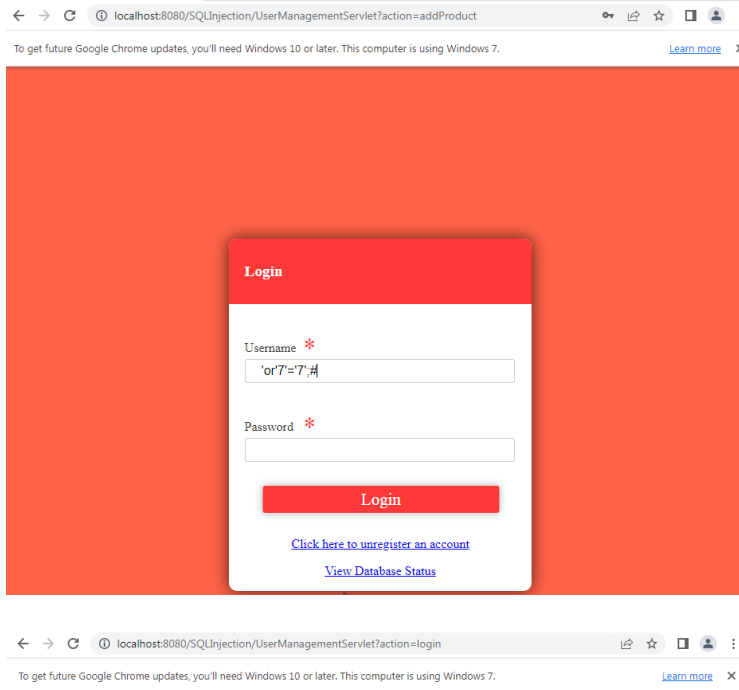 localhost:8080/SQLInjection/UserManagementServlet?action=addProduct
To get future Google Chrome updates, you'll need Windows 10 or later. This computer is using Windows 7. Learn more
Login
Username *
'or'7'='7';#
Password *
Login
Click here to unregister an account
View Database Status
localhost:8080/SQLInjection/UserManagementServlet?action=login
To get future Google Chrome updates, you'll need Windows 10 or later. This computer is using Windows 7. Learn more